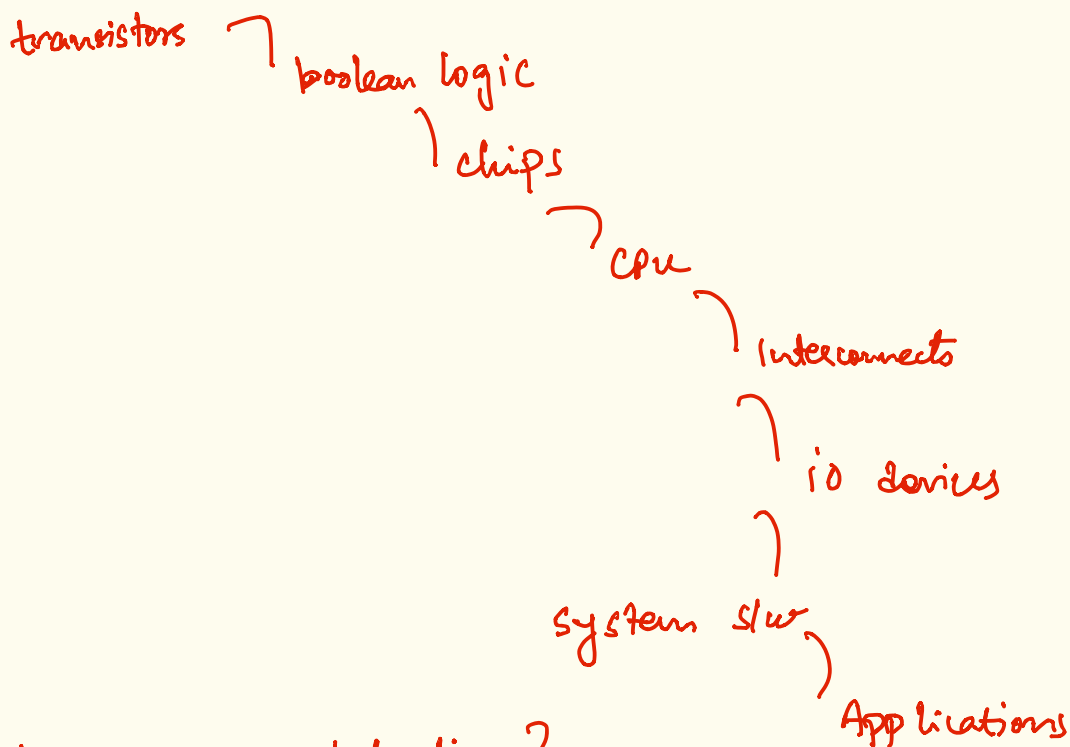 transistors
boolean logic
chips
cpu
Interconnects
io devices
system s/w
Applications